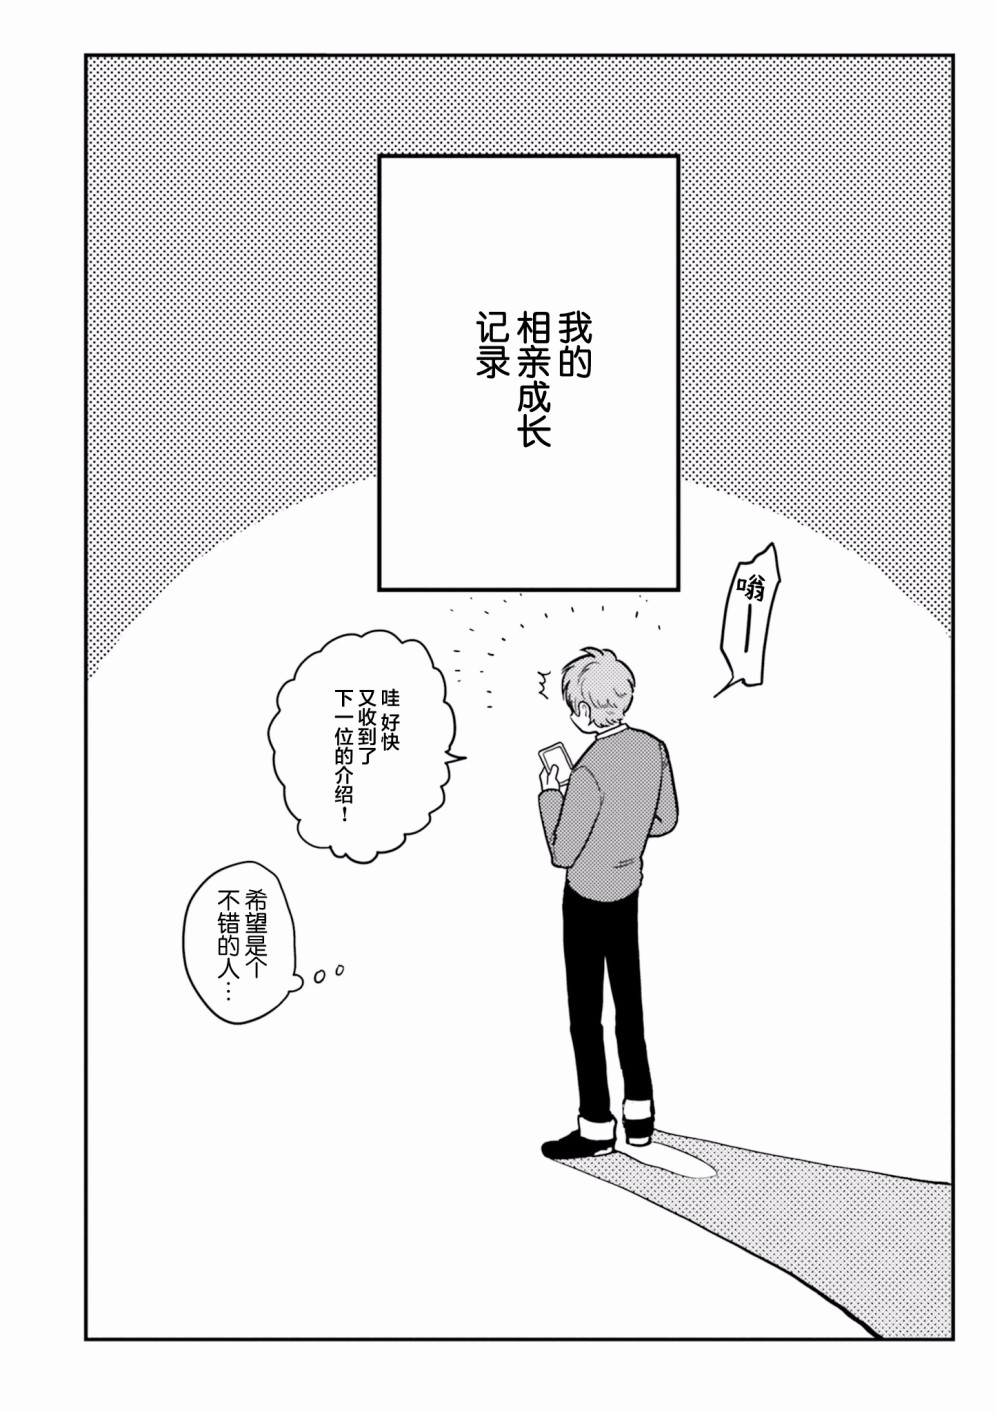 我的
相亲成长
记录
嗡—
哇 好快
又收到了
下一位的介绍！
希望是个
不错的人…